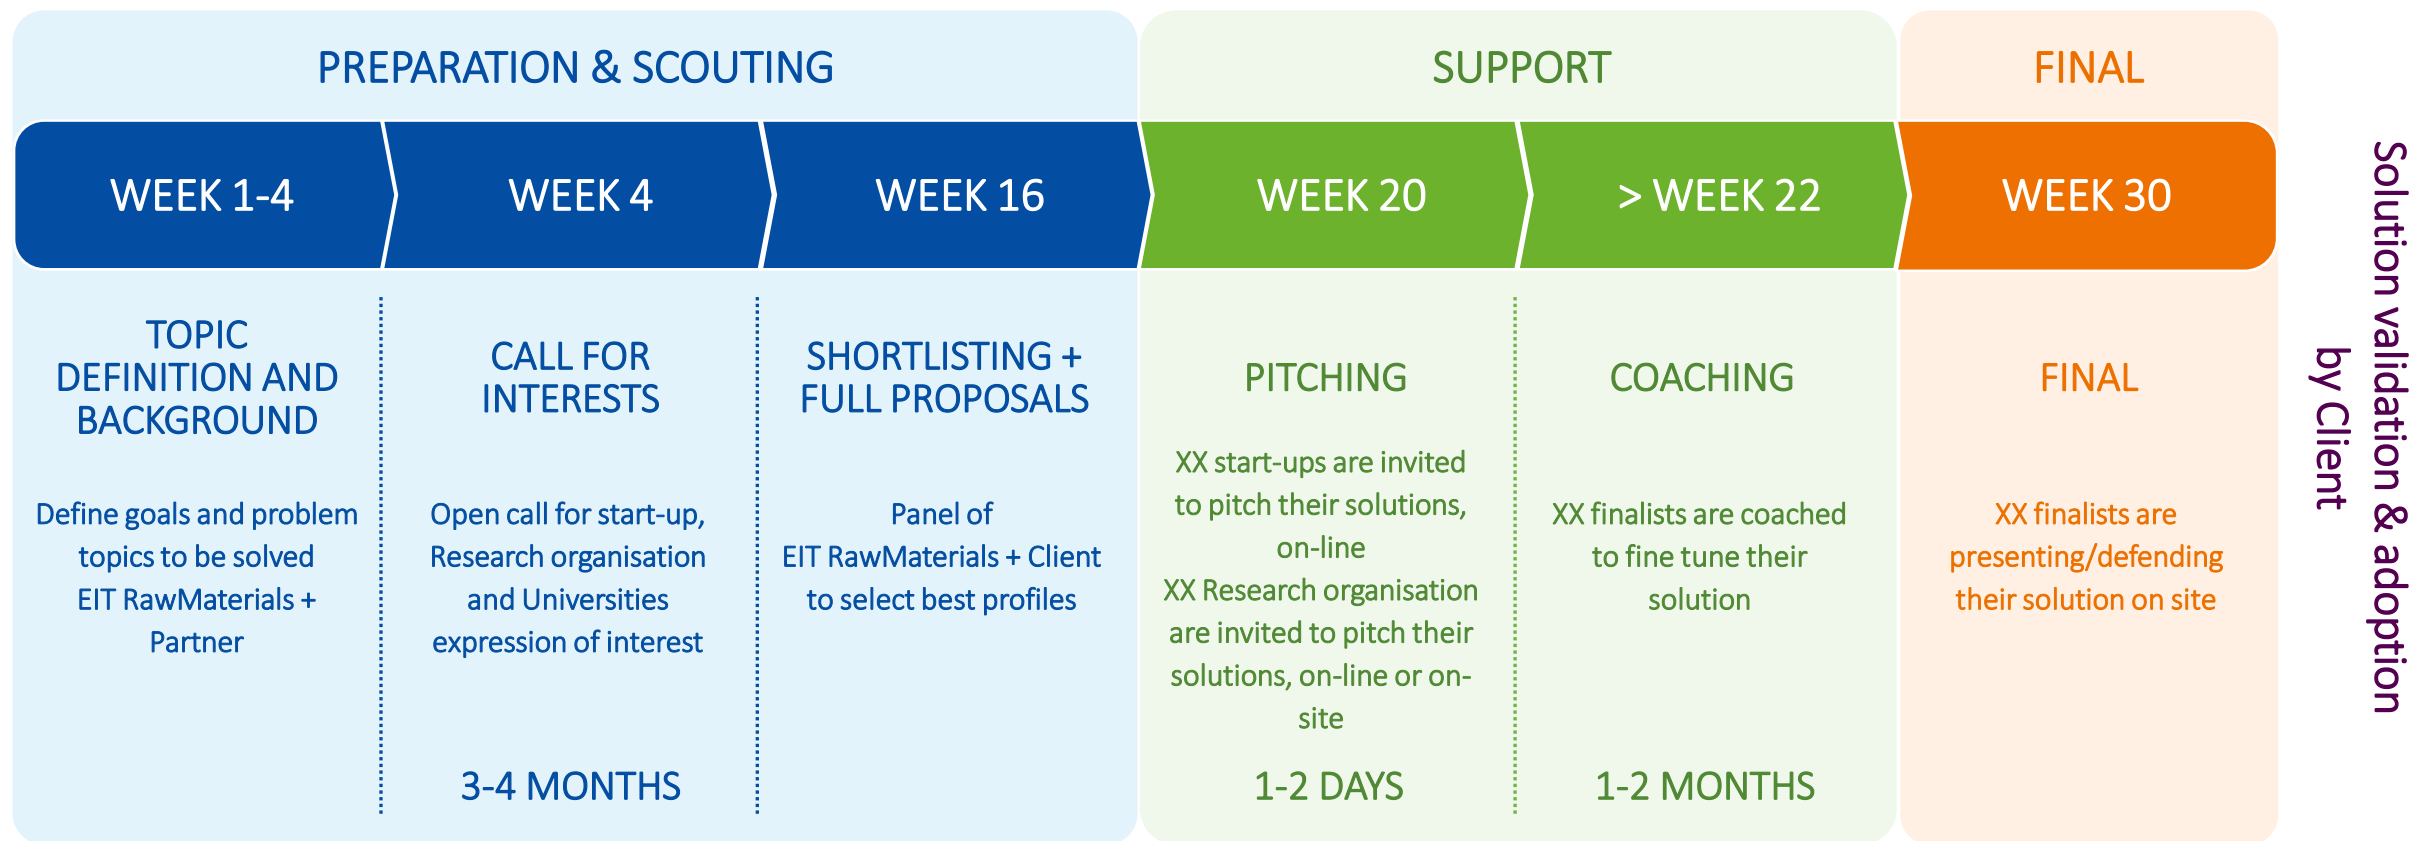 PREPARATION & SCOUTING
SUPPORT
FINAL
WEEK 1-4
WEEK 4
WEEK 16
WEEK 20
> WEEK 22
WEEK 30
TOPIC
DEFINITION AND
BACKGROUND
Define goals and problem
topics to be solved
EIT RawMaterials +
Partner
CALL FOR
INTERESTS
Open call for start-up,
Research organisation
and Universities
expression of interest
3-4 MONTHS
SHORTLISTING +
FULL PROPOSALS
Panel of
EIT RawMaterials + Client
to select best profiles
PITCHING
XX start-ups are invited
to pitch their solutions,
on-line
XX Research organisation
are invited to pitch their
solutions, on-line or on-
site
1-2 DAYS
COACHING
XX finalists are coached
to fine tune their
solution
1-2 MONTHS
FINAL
XX finalists are
presenting/defending
their solution on site
Solution validation & adoption
by Client